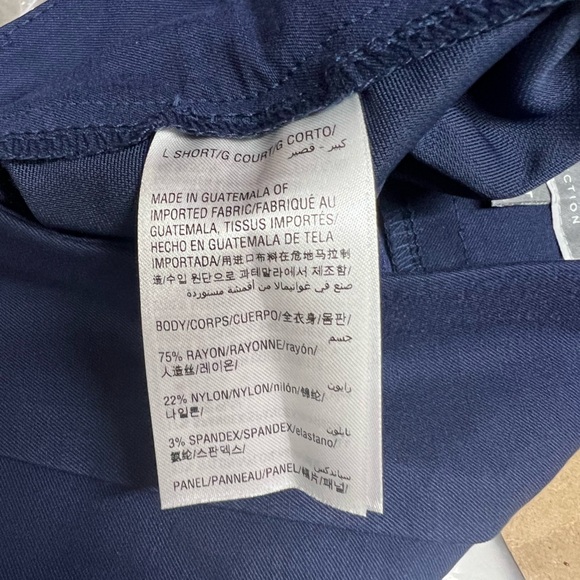 L SHORT/G COURT/G CORTO/
كبير - قصير
MADE IN GUATEMALA OF
IMPORTED FABRIC/FABRIQUÉ AU
GUATEMALA, TISSUS IMPORTÉS/
HECHO EN GUATEMALA DE TELA
IMPORTADA/用进口布料在危地马拉制
造/수입 원단으로 과테말라에서 제조함/
صنع في غواتيمالا من أقمشة مستوردة
BODY/CORPS/CUERPO/全衣身/몸판/
جسم
75% RAYON/RAYONNE/rayón/
人造丝/레이온/
رايون
22% NYLON/NYLON/nilón/锦纶/
나일론/
نايلون
3% SPANDEX/SPANDEX/elastano/
氨纶/스판덱스/
سباندكس
PANEL/PANNEAU/PANEL/幅片/패널/
CTION